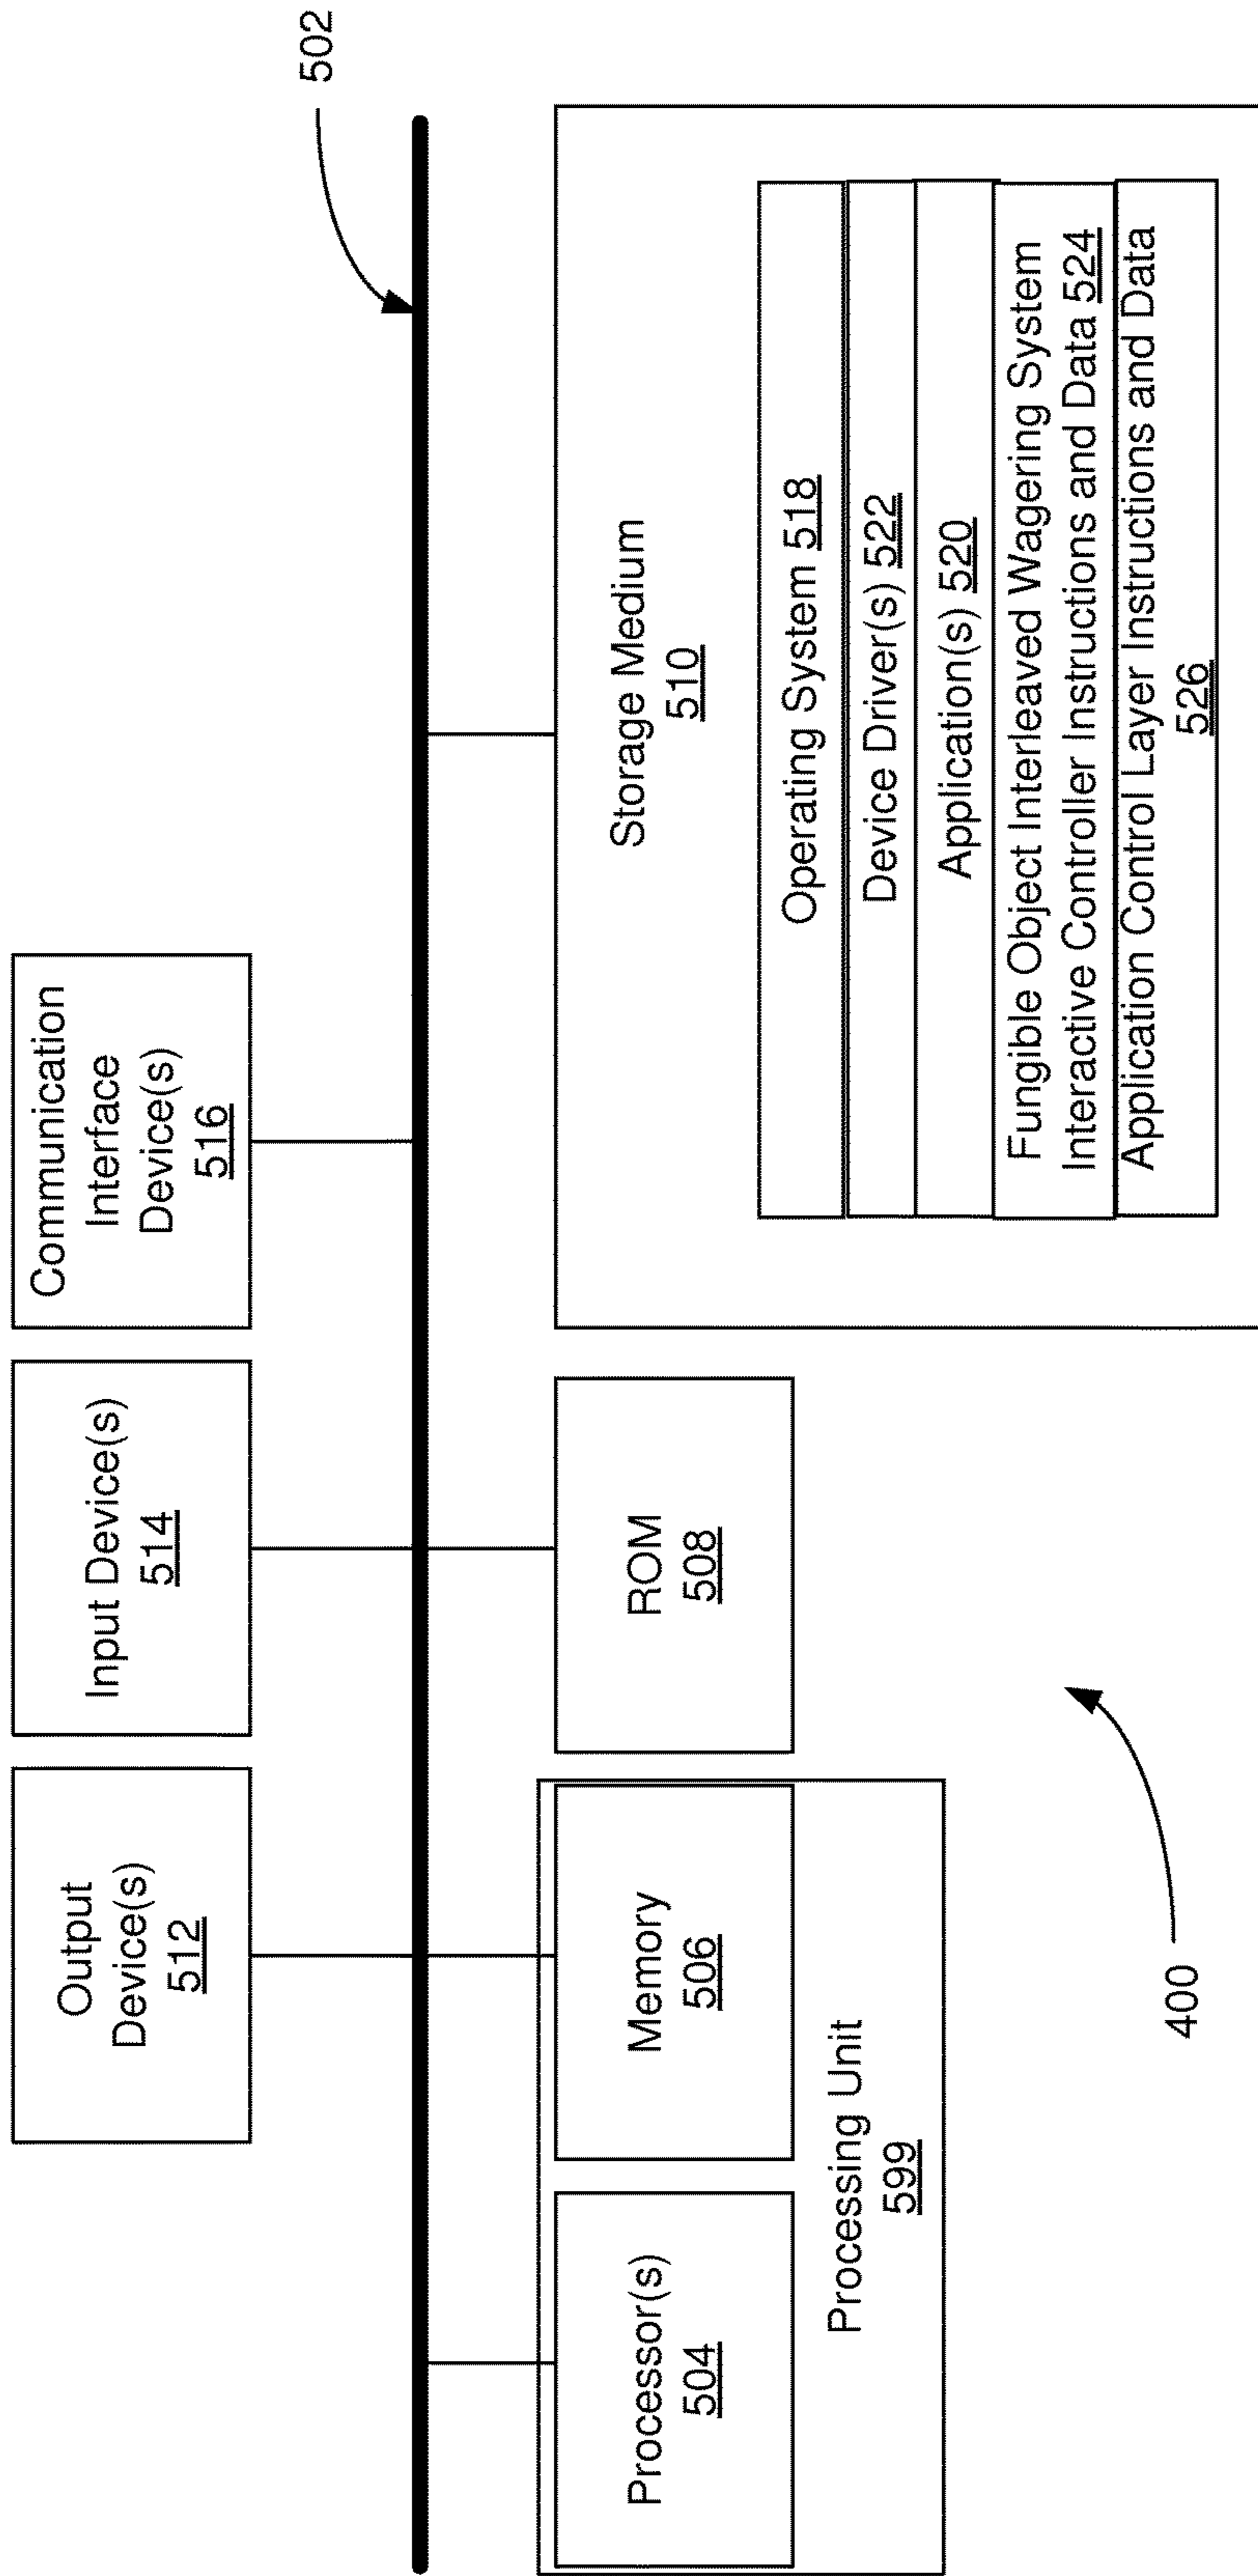 502
Output
Device(s)
512
Input Device(s)
514
Communication
Interface
Device(s)
516
Processor(s)
504
Memory
506
Processing Unit
599
ROM
508
Storage Medium
510
Operating System 518
Device Driver(s) 522
Application(s) 520
Fungible Object Interleaved Wagering System
Interactive Controller Instructions and Data 524
Application Control Layer Instructions and Data
526
400